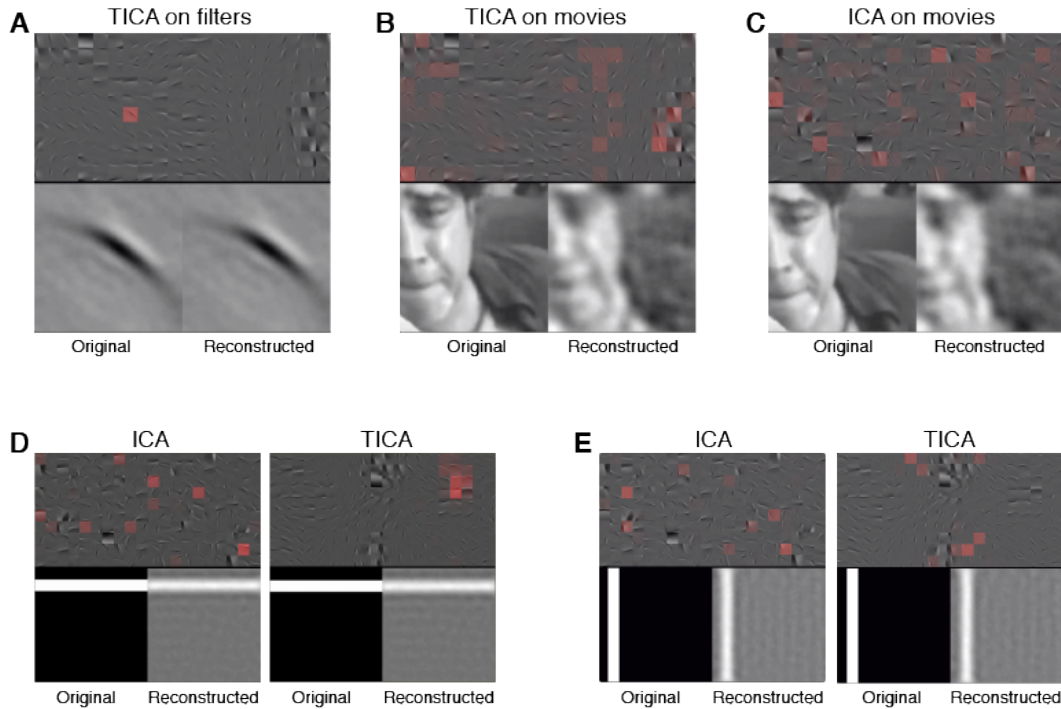 A TICA on filters B TICA on movies C ICA on movies
Original Reconstructed Original Reconstructed Original Reconstructed
D ICA TICA E ICA TICA
Original Reconstructed Original Reconstructed Original Reconstructed Original Reconstructed